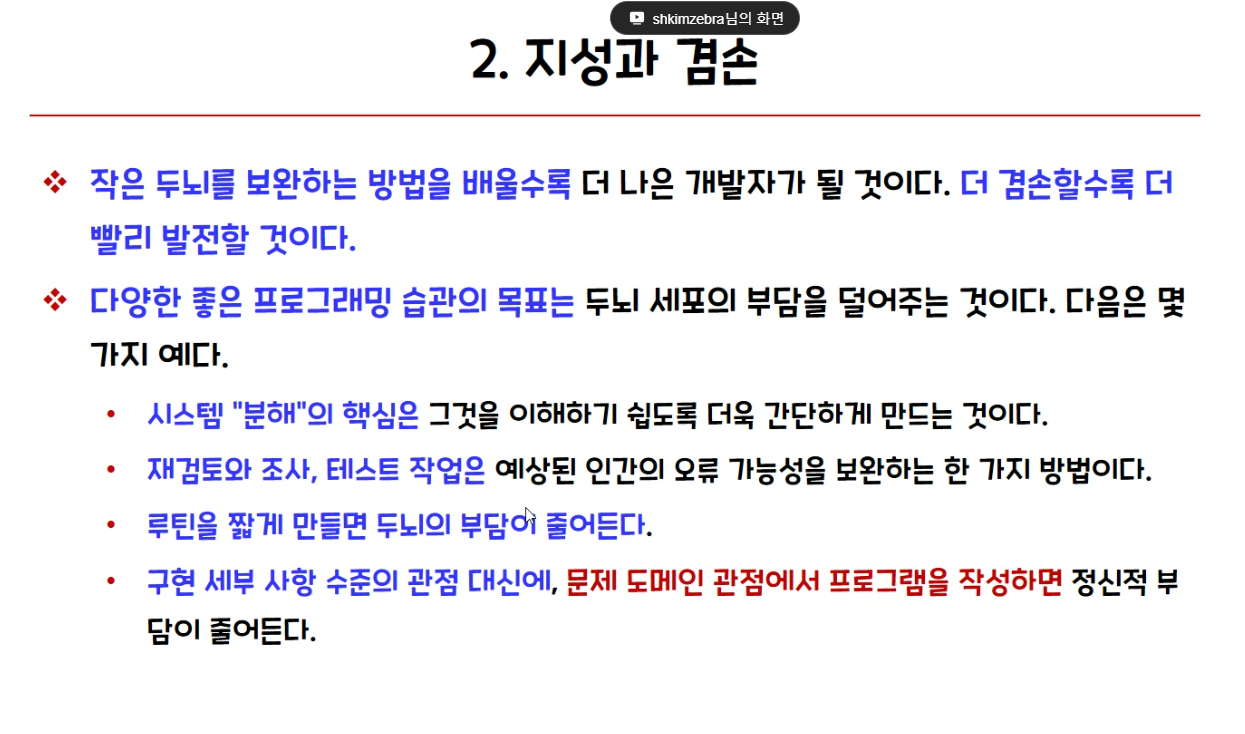 shkimzebra님의 화면
2. 지성과 겸손
❖ 작은 두뇌를 보완하는 방법을 배울수록 더 나은 개발자가 될 것이다. 더 겸손할수록 더
빨리 발전할 것이다.
❖ 다양한 좋은 프로그래밍 습관의 목표는 두뇌 세포의 부담을 덜어주는 것이다. 다음은 몇
가지 예다.
• 시스템 "분해"의 핵심은 그것을 이해하기 쉽도록 더욱 간단하게 만드는 것이다.
• 재검토와 조사, 테스트 작업은 예상된 인간의 오류 가능성을 보완하는 한 가지 방법이다.
• 루틴을 짧게 만들면 두뇌의 부담이 줄어든다.
• 구현 세부 사항 수준의 관점 대신에, 문제 도메인 관점에서 프로그램을 작성하면 정신적 부
담이 줄어든다.